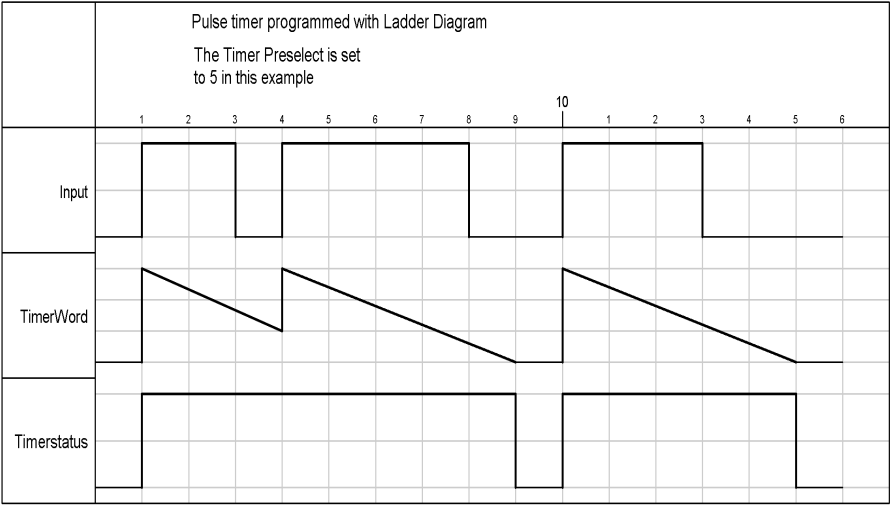 Pulse timer programmed with Ladder Diagram
The Timer Preselect is set
to 5 in this example
10
1 2 3 4 5 6 7 8 9 1 2 3 4 5 6
Input
TimerWord
Timerstatus